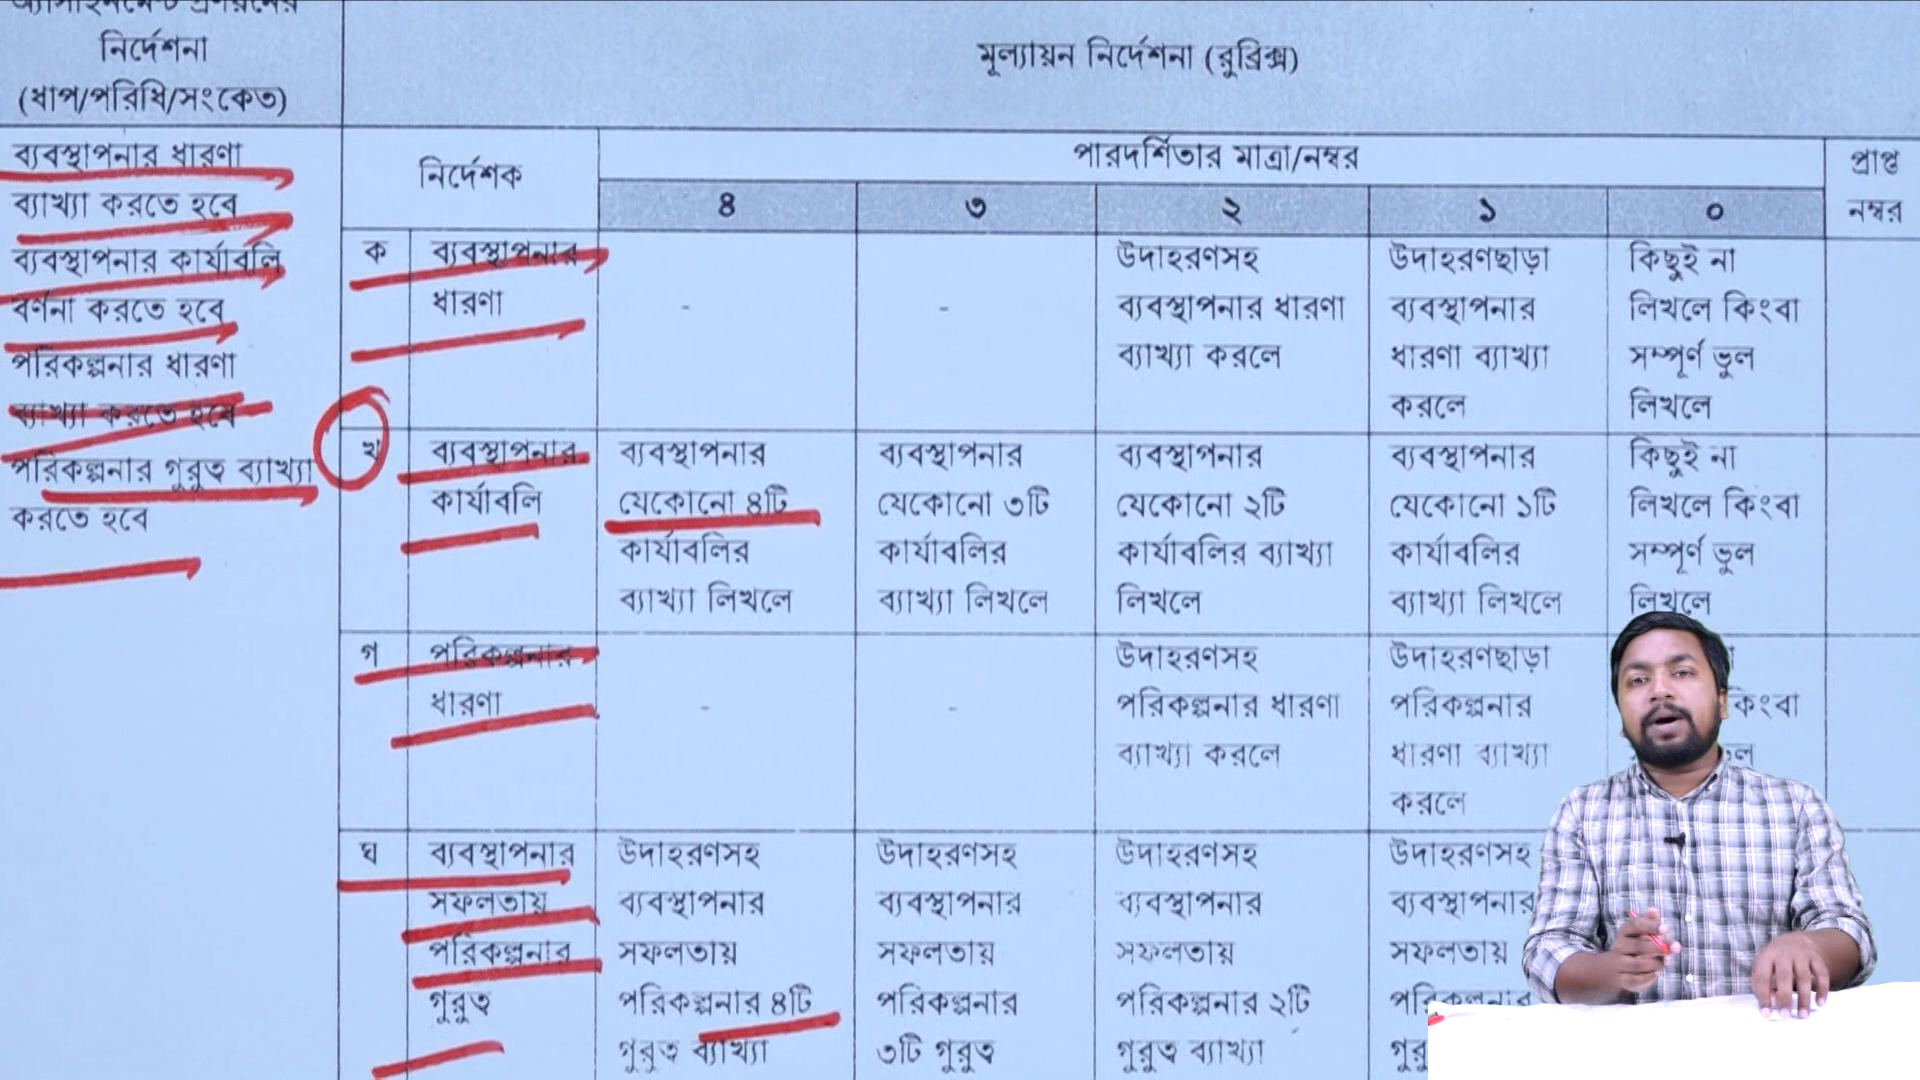 অ্যাসাইনমেন্ট প্রণয়নের
নির্দেশনা
(ধাপ/পরিধি/সংকেত)
মূল্যায়ন নির্দেশনা (রুব্রিক্স)
ব্যবস্থাপনার ধারণা
ব্যাখ্যা করতে হবে
ব্যবস্থাপনার কার্যাবলি
বর্ণনা করতে হবে
পরিকল্পনার ধারণা
ব্যাখ্যা করতে হবে
পরিকল্পনার গুরুত্ব ব্যাখ্যা
করতে হবে
নির্দেশক
পারদর্শিতার মাত্রা/নম্বর
প্রাপ্ত
নম্বর
৪
৩
২
১
০
ক
ব্যবস্থাপনার
ধারণা
-
-
উদাহরণসহ
ব্যবস্থাপনার ধারণা
ব্যাখ্যা করলে
উদাহরণছাড়া
ব্যবস্থাপনার
ধারণা ব্যাখ্যা
করলে
কিছুই না
লিখলে কিংবা
সম্পূর্ণ ভুল
লিখলে
খ
ব্যবস্থাপনার
কার্যাবলি
ব্যবস্থাপনার
যেকোনো ৪টি
কার্যাবলির
ব্যাখ্যা লিখলে
ব্যবস্থাপনার
যেকোনো ৩টি
কার্যাবলির
ব্যাখ্যা লিখলে
ব্যবস্থাপনার
যেকোনো ২টি
কার্যাবলির ব্যাখ্যা
লিখলে
ব্যবস্থাপনার
যেকোনো ১টি
কার্যাবলির
ব্যাখ্যা লিখলে
কিছুই না
লিখলে কিংবা
সম্পূর্ণ ভুল
লিখলে
গ
পরিকল্পনার
ধারণা
-
-
উদাহরণসহ
পরিকল্পনার ধারণা
ব্যাখ্যা করলে
উদাহরণছাড়া
পরিকল্পনার
ধারণা ব্যাখ্যা
করলে
কিংবা
ঘ
ব্যবস্থাপনার
সফলতায়
পরিকল্পনার
গুরুত্ব
উদাহরণসহ
ব্যবস্থাপনার
সফলতায়
পরিকল্পনার ৪টি
গুরুত্ব ব্যাখ্যা
উদাহরণসহ
ব্যবস্থাপনার
সফলতায়
পরিকল্পনার
৩টি গুরুত্ব
উদাহরণসহ
ব্যবস্থাপনার
সফলতায়
পরিকল্পনার ২টি
গুরুত্ব ব্যাখ্যা
উদাহরণসহ
ব্যবস্থাপনার
সফলতায়
পরিকল্পনার